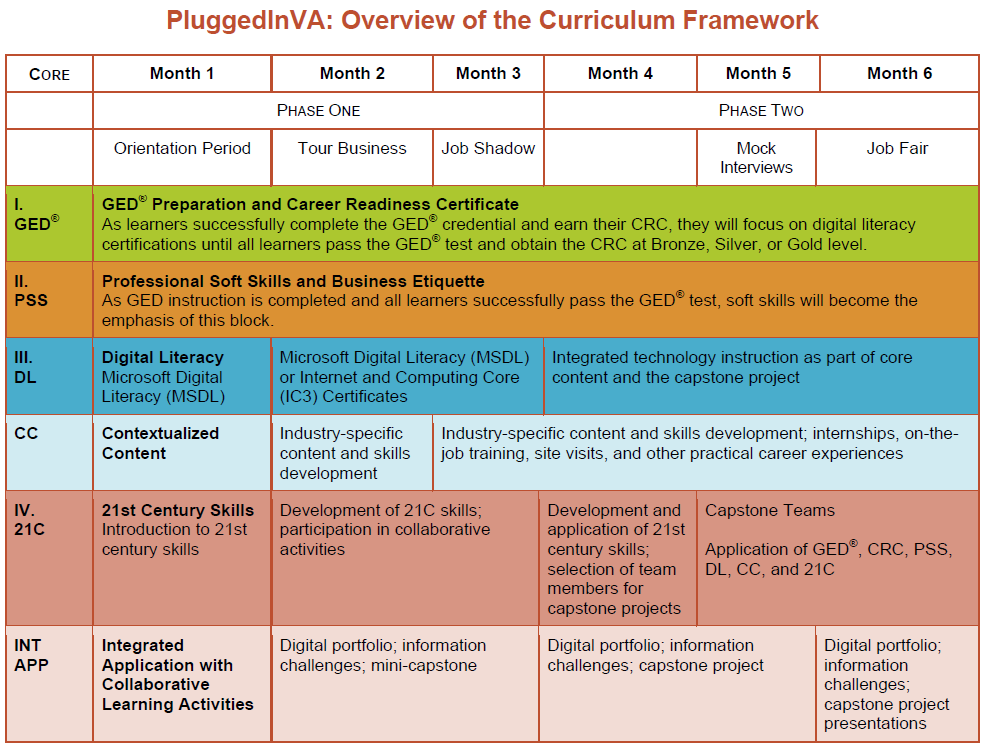 PluggedInVA: Overview of the Curriculum Framework
CORE
Month 1
Month 2
Month 3
Month 4
Month 5
Month 6
PHASE ONE
PHASE TWO
Orientation Period
Tour Business
Job Shadow
Mock
Interviews
Job Fair
I.
GED®
GED® Preparation and Career Readiness Certificate
As learners successfully complete the GED® credential and earn their CRC, they will focus on digital literacy
certifications until all learners pass the GED® test and obtain the CRC at Bronze, Silver, or Gold level.
II.
PSS
Professional Soft Skills and Business Etiquette
As GED instruction is completed and all learners successfully pass the GED® test, soft skills will become the
emphasis of this block.
III.
DL
Digital Literacy
Microsoft Digital
Literacy (MSDL)
Microsoft Digital Literacy (MSDL)
or Internet and Computing Core
(IC3) Certificates
Integrated technology instruction as part of core
content and the capstone project
CC
Contextualized
Content
Industry-specific
content and skills
development
Industry-specific content and skills development; internships, on-the-
job training, site visits, and other practical career experiences
IV.
21C
21st Century Skills
Introduction to 21st
century skills
Development of 21C skills;
participation in collaborative
activities
Development and
application of 21st
century skills;
selection of team
members for
capstone projects
Capstone Teams
Application of GED®, CRC, PSS,
DL, CC, and 21C
INT
APP
Integrated
Application with
Collaborative
Learning Activities
Digital portfolio; information
challenges; mini-capstone
Digital portfolio; information
challenges; capstone project
Digital portfolio;
information
challenges;
capstone project
presentations